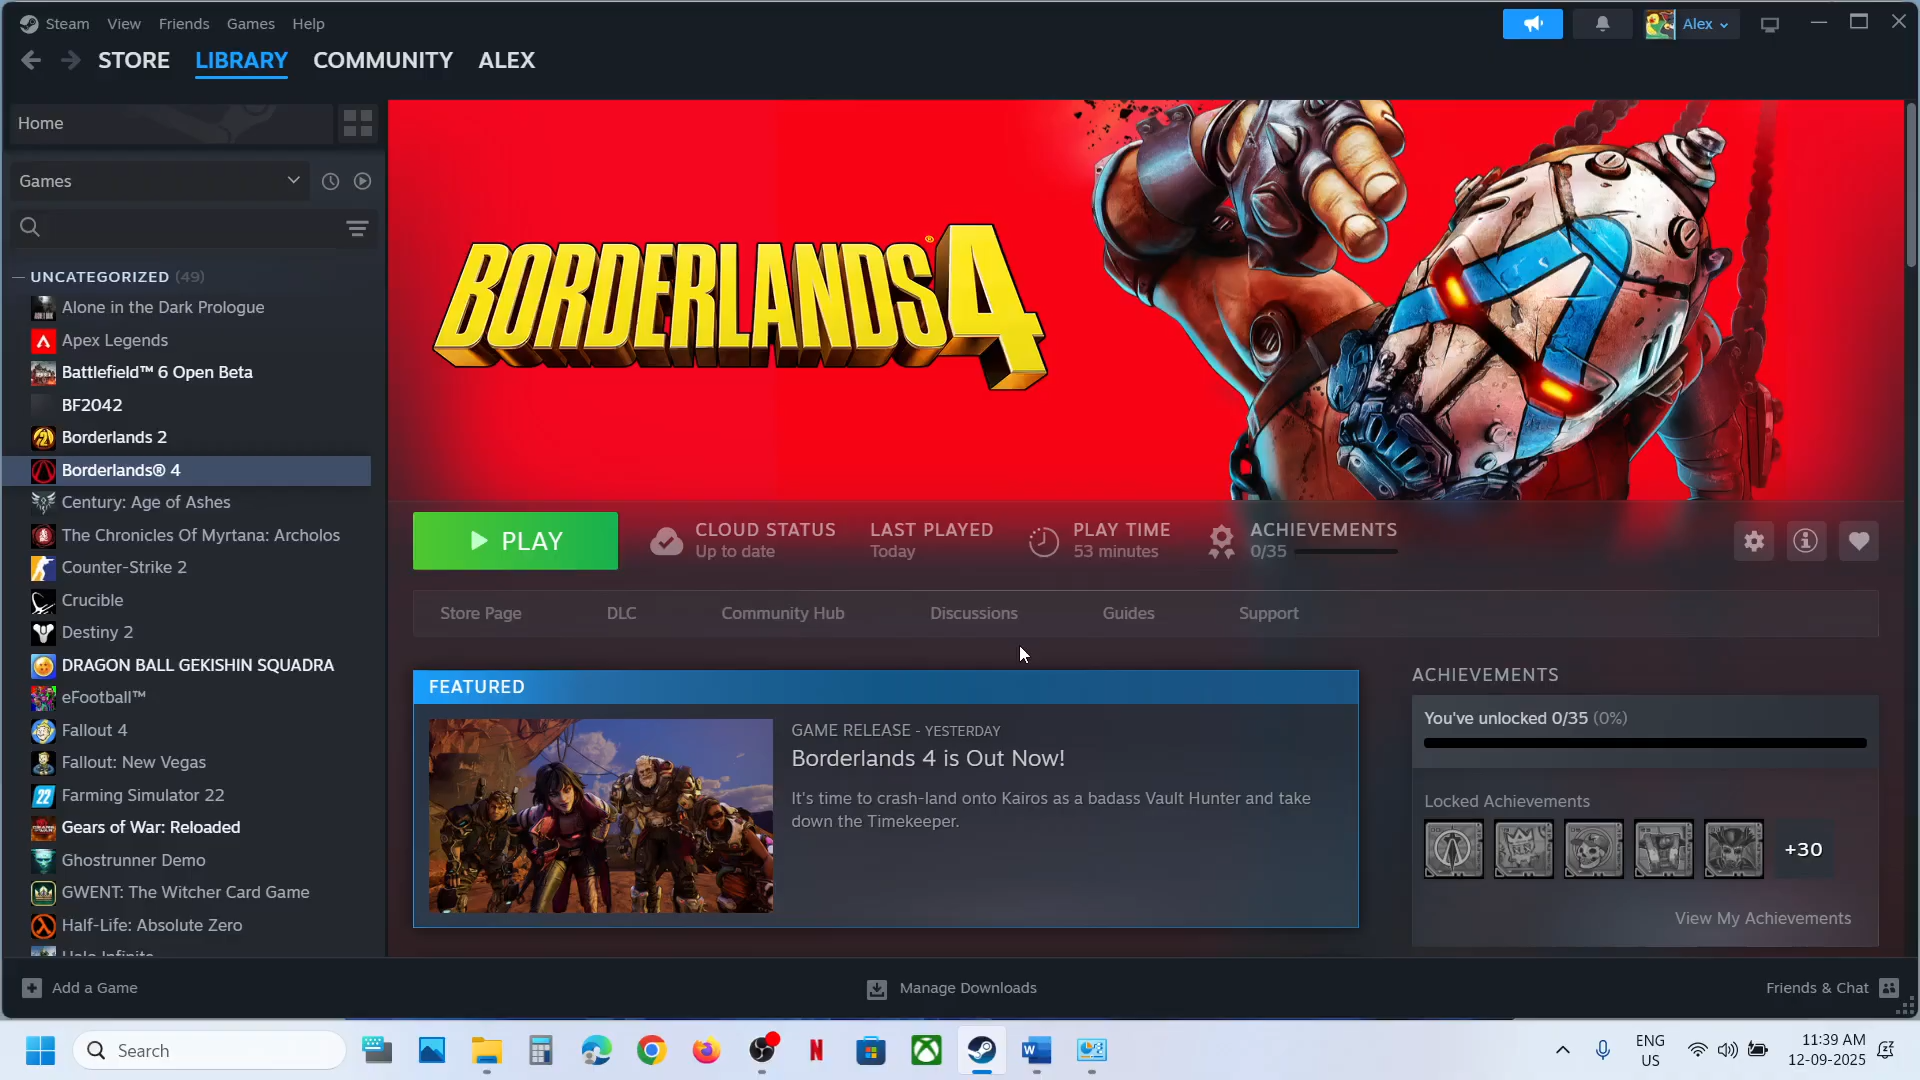 Steam View Friends Games Help
Alex
STORE LIBRARY COMMUNITY ALEX
Home
Games
UNCATEGORIZED (49)
Alone in the Dark Prologue
Apex Legends
Battlefield™ 6 Open Beta
BF2042
Borderlands 2
Borderlands® 4
Century: Age of Ashes
The Chronicles Of Myrtana: Archolos
Counter-Strike 2
Crucible
Destiny 2
DRAGON BALL GEKISHIN SQUADRA
eFootball™
Fallout 4
Fallout: New Vegas
Farming Simulator 22
Gears of War: Reloaded
Ghostrunner Demo
GWENT: The Witcher Card Game
Half-Life: Absolute Zero
Halo Infinite
BORDERLANDS® 4
PLAY
CLOUD STATUS
Up to date
LAST PLAYED
Today
PLAY TIME
53 minutes
ACHIEVEMENTS
0/35
Store Page DLC Community Hub Discussions Guides Support
FEATURED
GAME RELEASE - YESTERDAY
Borderlands 4 is Out Now!
It's time to crash-land onto Kairos as a badass Vault Hunter and take
down the Timekeeper.
ACHIEVEMENTS
You've unlocked 0/35 (0%)
Locked Achievements
+30
View My Achievements
Add a Game
Manage Downloads
Friends & Chat
Search
ENG
US
11:39 AM
12-09-2025